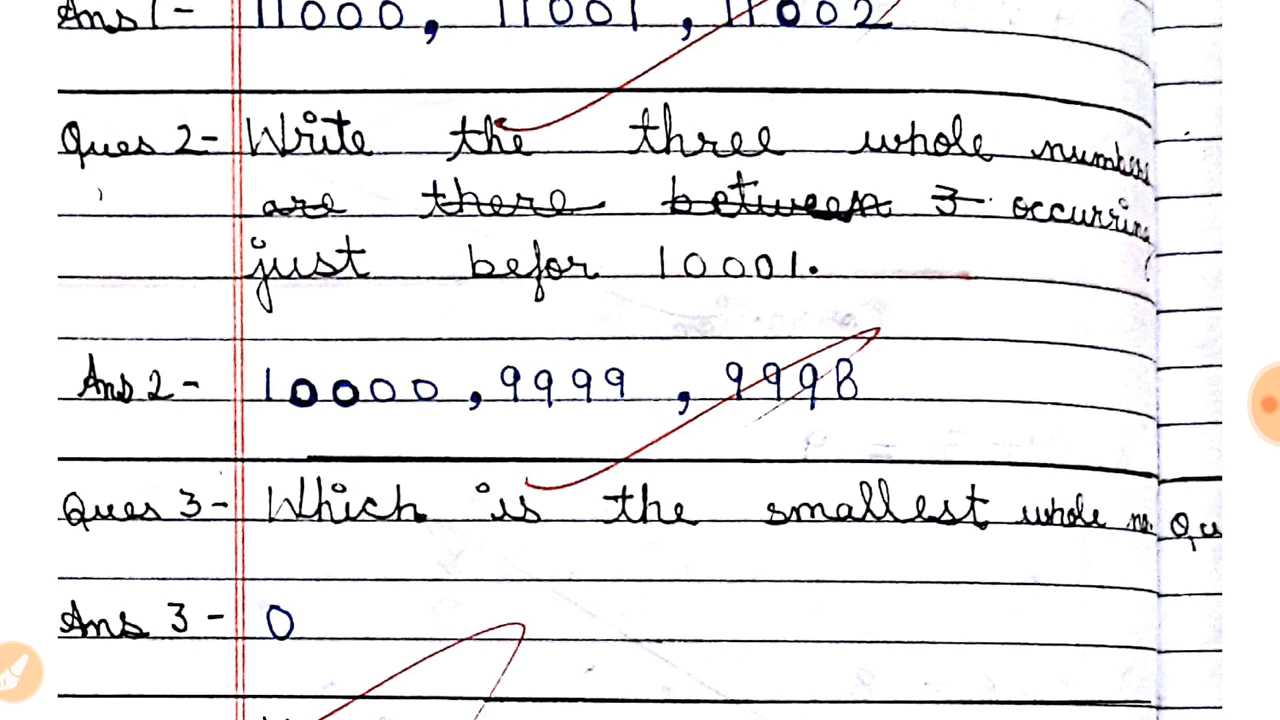 Ans 1- 11000, 11001, 11002
Ques 2- Write the three whole numbers
are there between 3 occurring
just befor 10001.
Ans 2- 10000, 9999, 9998
Ques 3- Which is the smallest whole no.
Ans 3- 0